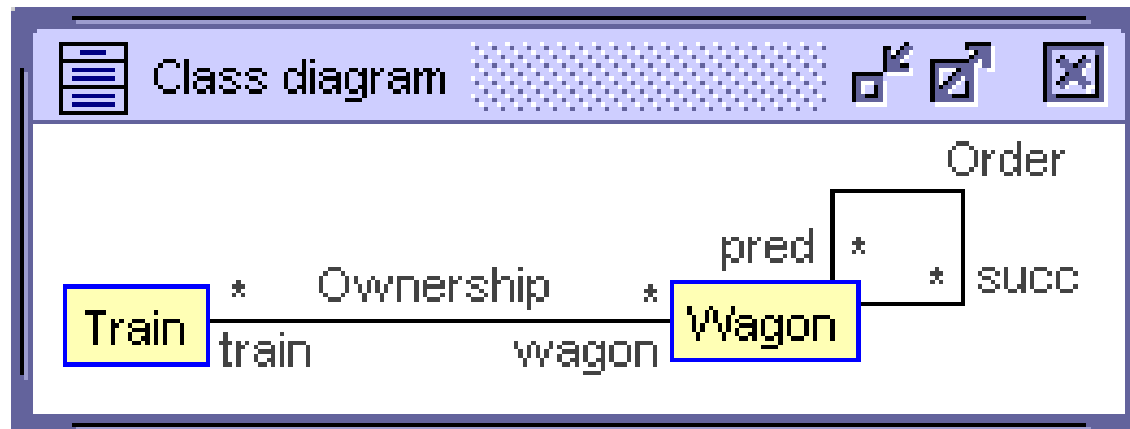 Class diagram
Order
pred * * succ
* Ownership *
Train train wagon Wagon